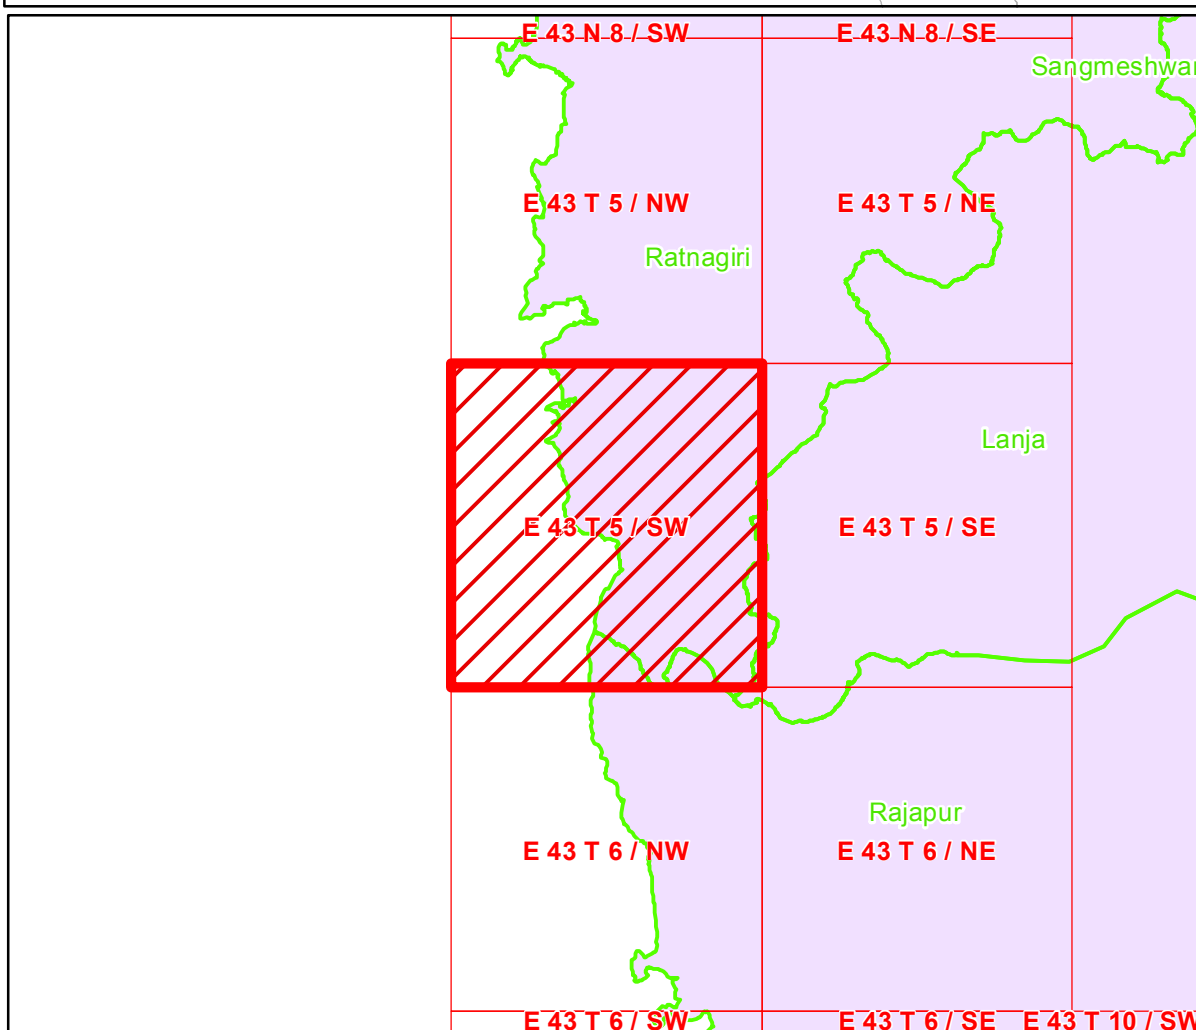 E 43 N 8 / SW
E 43 N 8 / SE
Sangmeshwar
E 43 T 5 / NW
E 43 T 5 / NE
Ratnagiri
Lanja
E 43 T 5 / SW
E 43 T 5 / SE
Rajapur
E 43 T 6 / NW
E 43 T 6 / NE
E 43 T 6 / SW
E 43 T 6 / SE
E 43 T 10 / SW